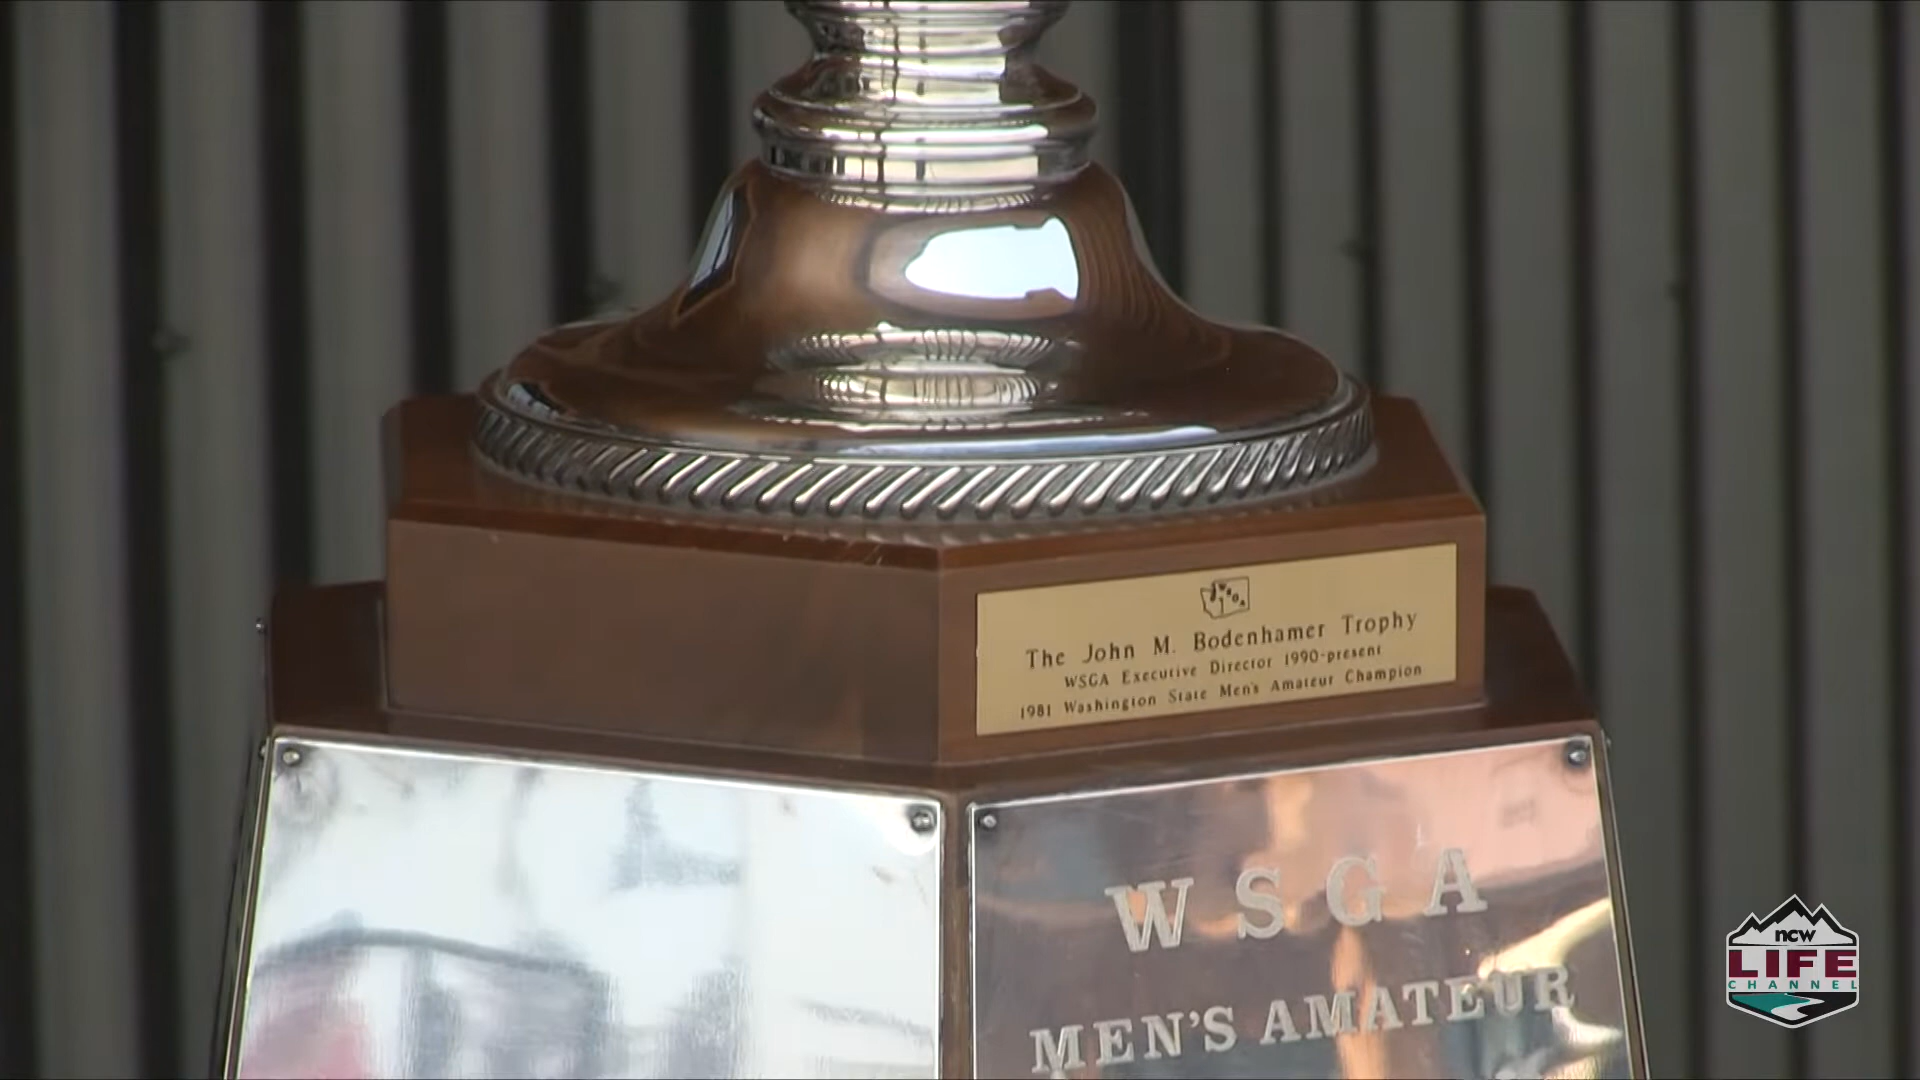 WSGA
The John M. Bodenhamer Trophy
WSGA Executive Director 1990-present
1981 Washington State Men's Amateur Champion
WSGA
MEN'S AMATEUR
ncw
LIFE
CHANNEL